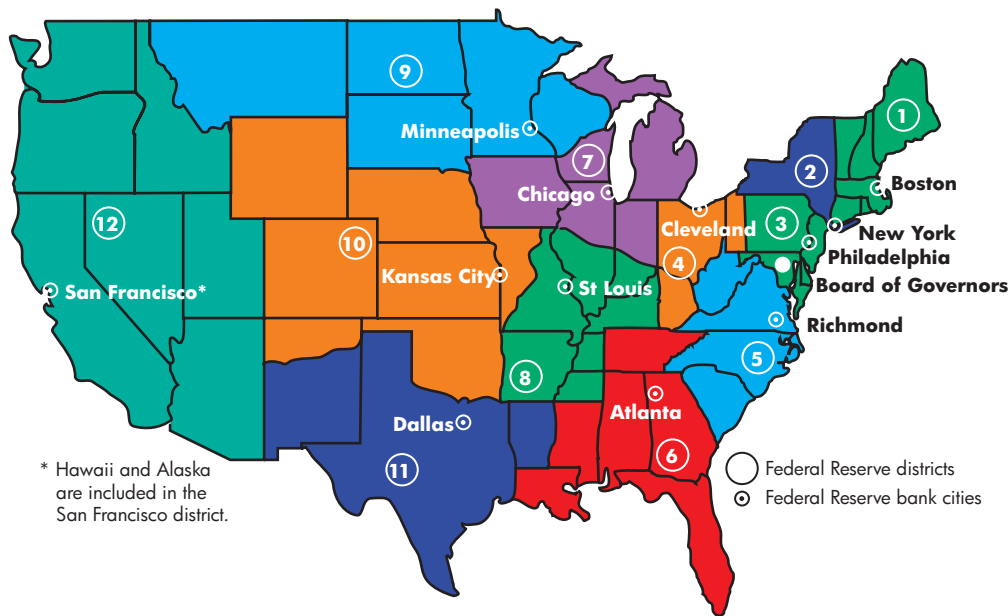 9
1
Minneapolis
7
2
Boston
Chicago
12
3
10
Cleveland
New York
4
Philadelphia
Kansas City
San Francisco*
St Louis
Board of Governors
Richmond
5
8
Atlanta
Dallas
6
11
* Hawaii and Alaska
are included in the
San Francisco district.
Federal Reserve districts
Federal Reserve bank cities